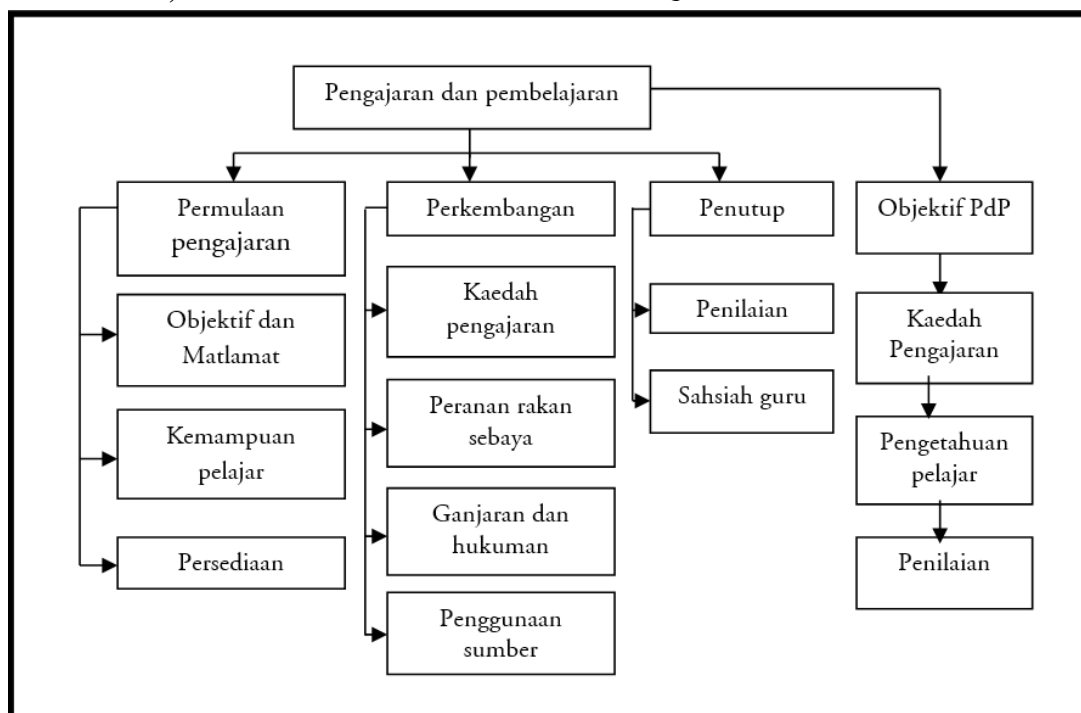 Pengajaran dan pembelajaran
Permulaan
pengajaran
Objektif dan
Matlamat
Kemampuan
pelajar
Persediaan
Perkembangan
Kaedah
pengajaran
Peranan rakan
sebaya
Ganjaran dan
hukuman
Penggunaan
sumber
Penutup
Penilaian
Sahsiah guru
Objektif PdP
Kaedah
Pengajaran
Pengetahuan
pelajar
Penilaian